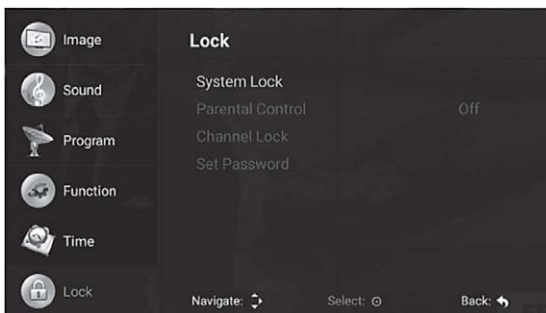 Image
Sound
Program
Function
Time
Lock
Lock
System Lock
Parental Control Off
Channel Lock
Set Password
Navigate: Select: Back: